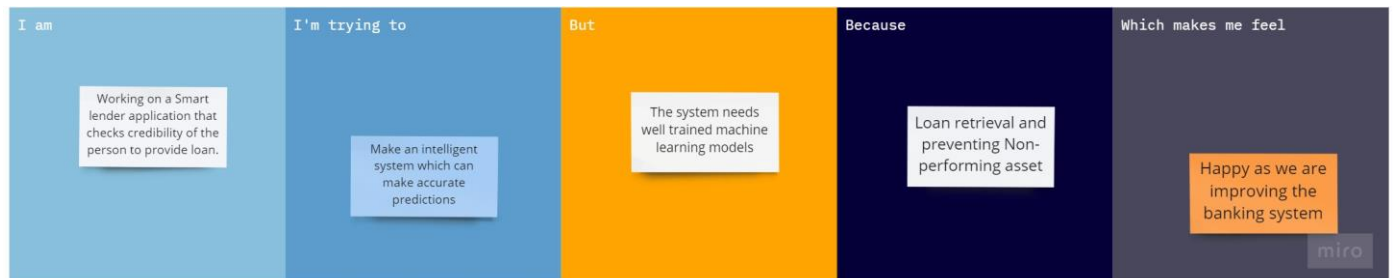 I am
Working on a Smart
lender application that
checks credibility of the
person to provide loan.
I'm trying to
Make an intelligent
system which can
make accurate
predictions
But
The system needs
well trained machine
learning models
Because
Loan retrieval and
preventing Non-
performing asset
Which makes me feel
Happy as we are
improving the
banking system
miro